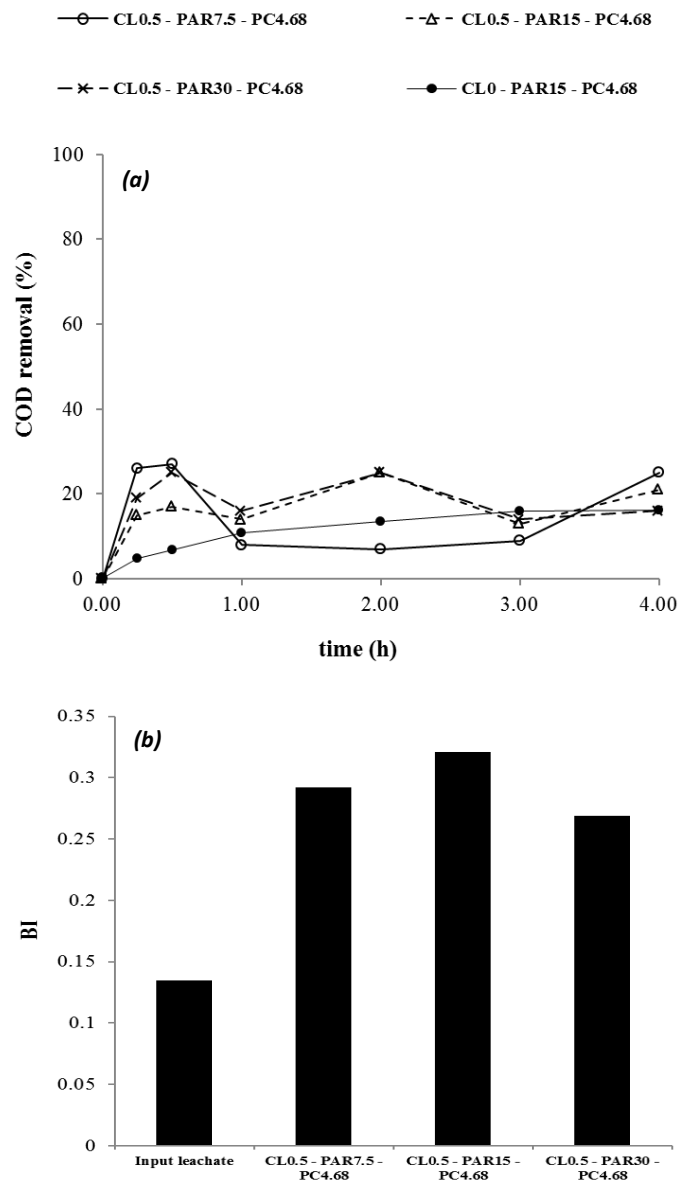 CL0.5 - PAR7.5 - PC4.68 CL0.5 - PAR15 - PC4.68
CL0.5 - PAR30 - PC4.68 CL0 - PAR15 - PC4.68
(a)
COD removal (%)
100
80
60
40
20
0
0.00 1.00 2.00 3.00 4.00
time (h)
(b)
BI
0.35
0.3
0.25
0.2
0.15
0.1
0.05
0
Input leachate CL0.5 - PAR7.5 - CL0.5 - PAR15 - CL0.5 - PAR30 -
PC4.68 PC4.68 PC4.68